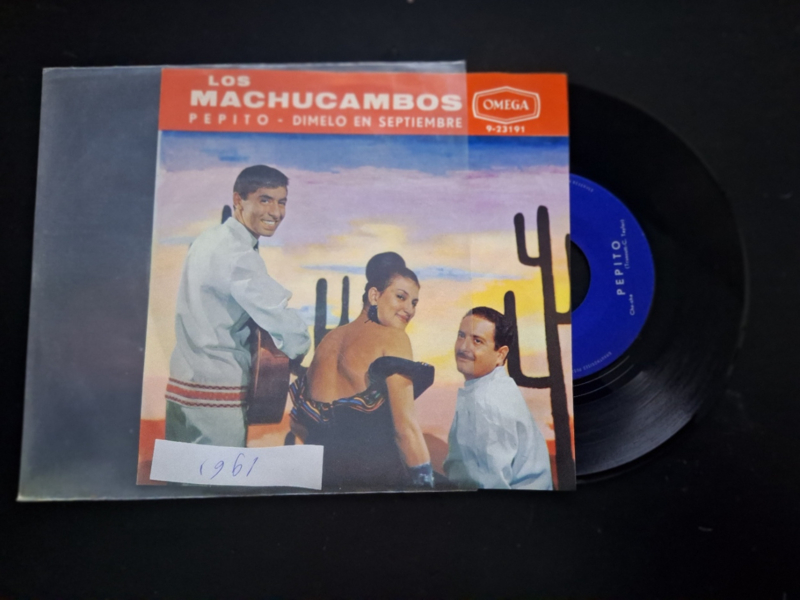 LOS
MACHUCAMBOS
PEPITO - DIMELO EN SEPTIEMBRE
OMEGA
9-23191
PEPITO
1961